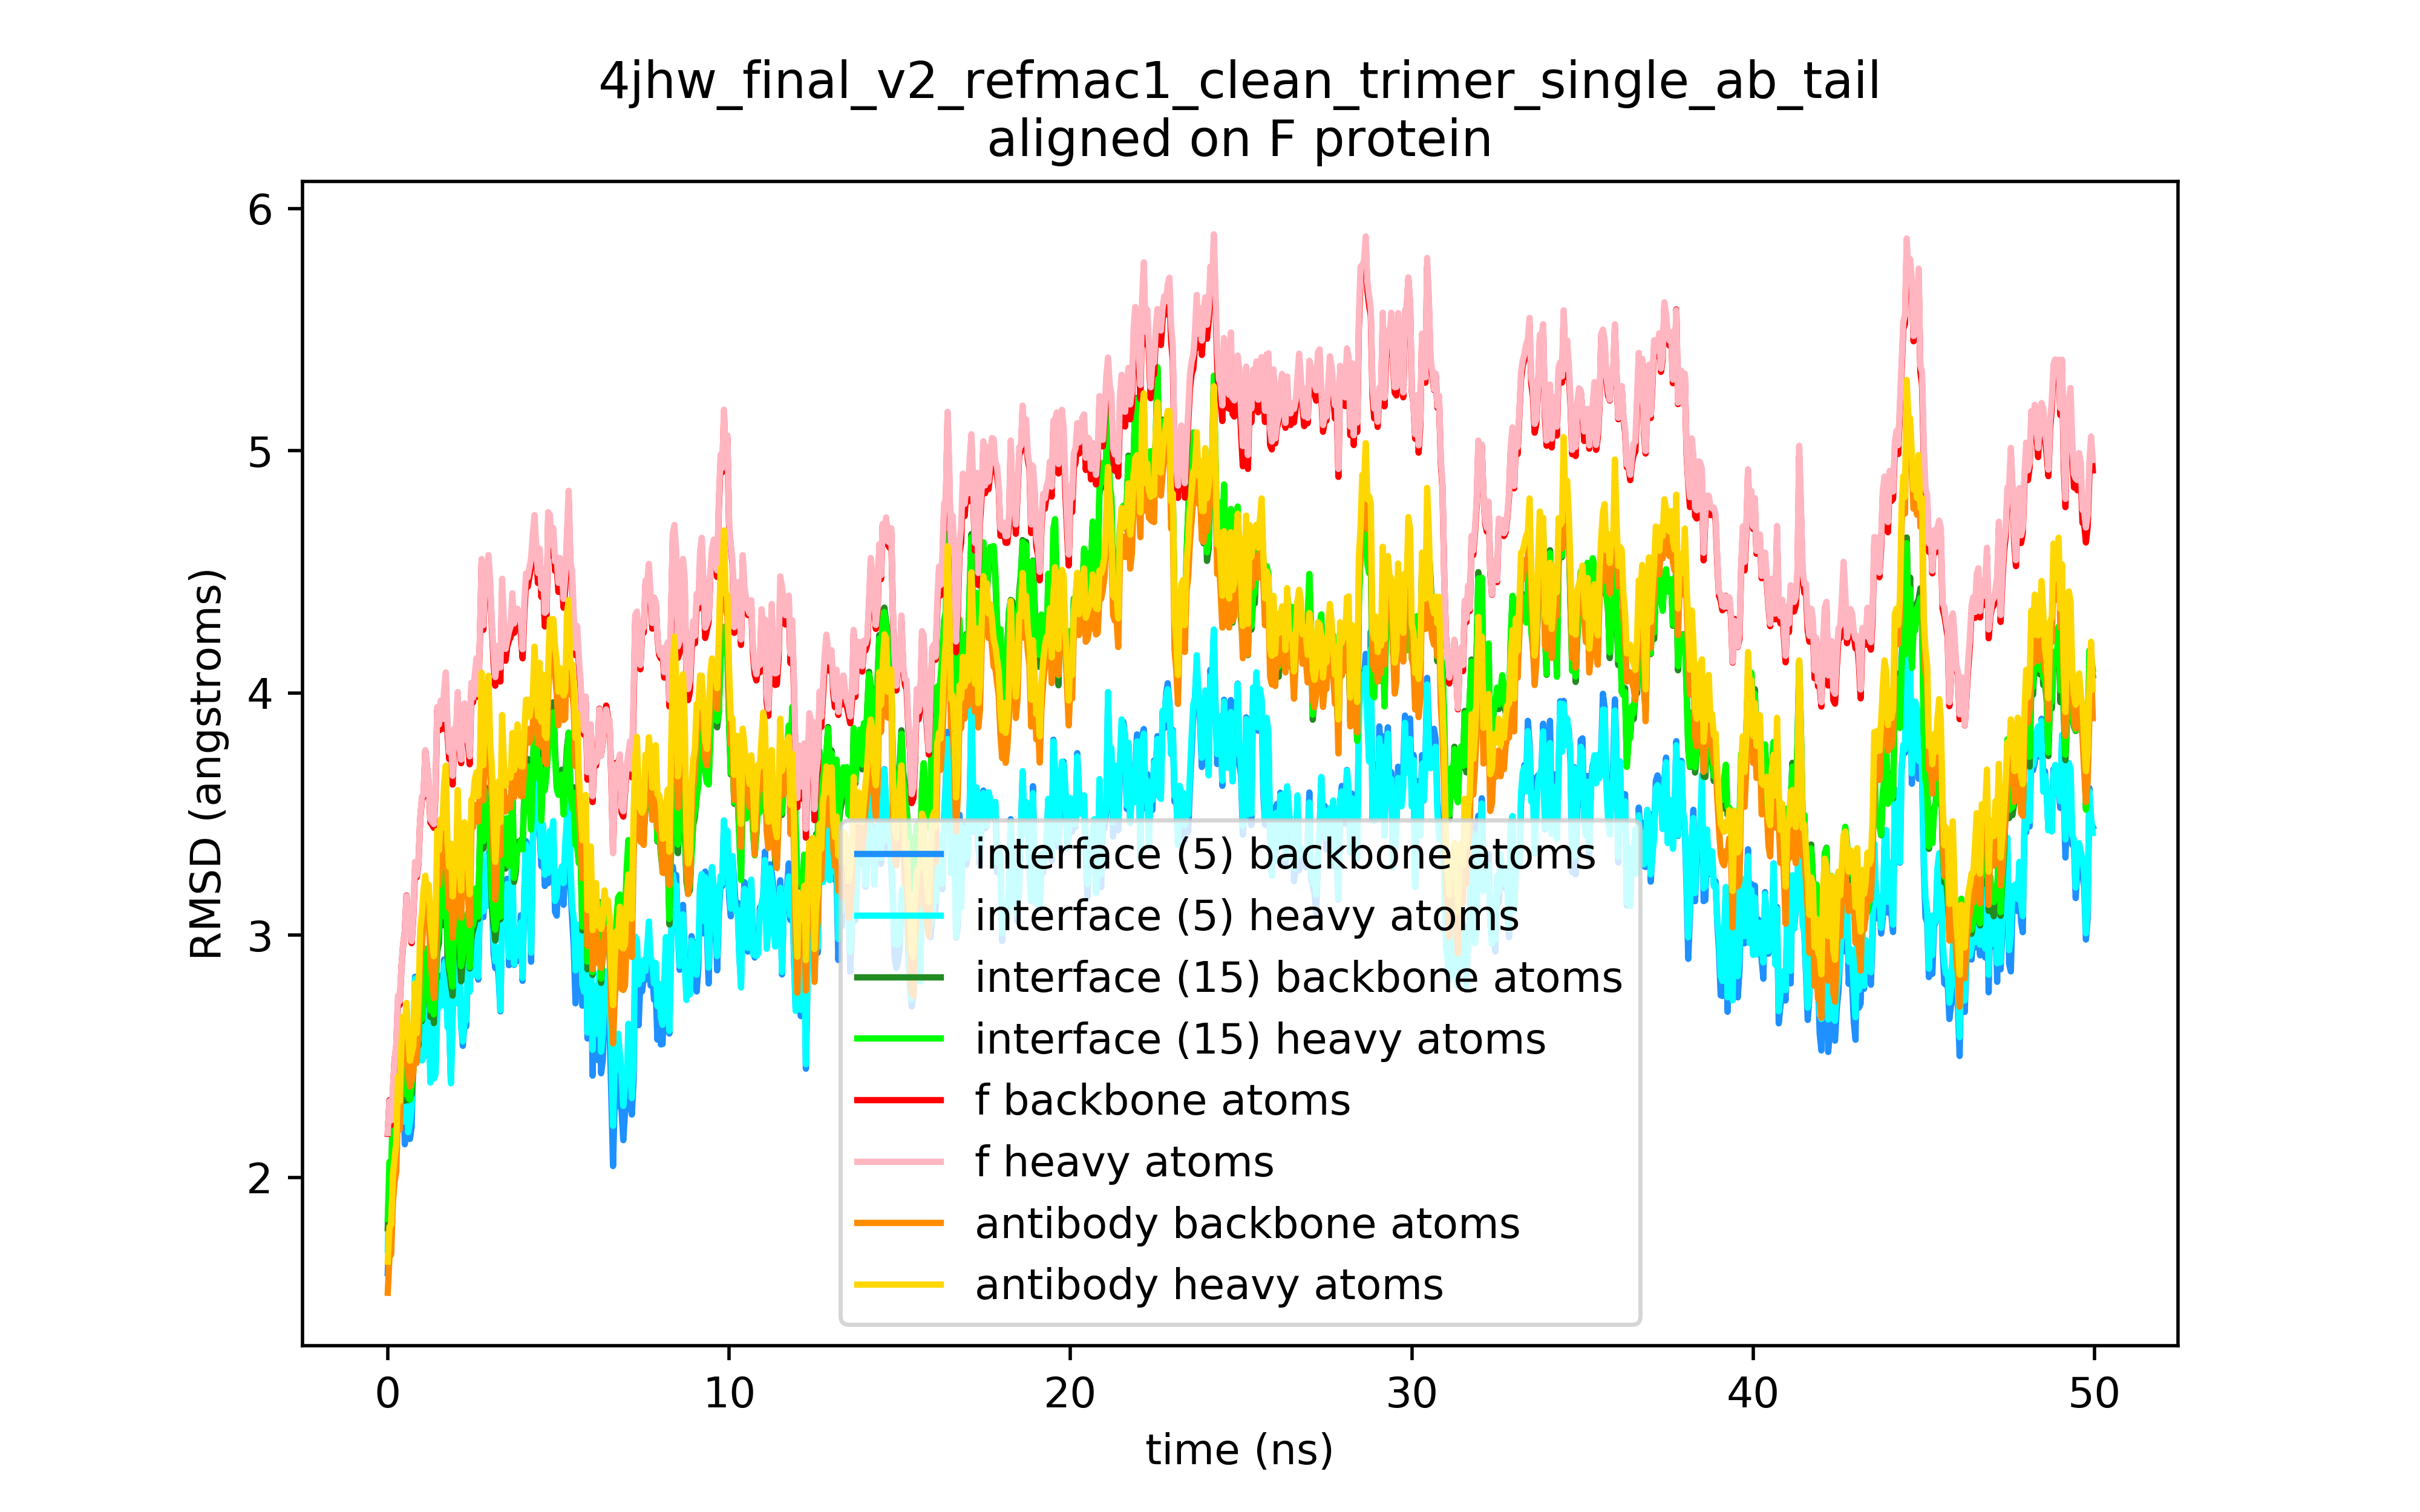 4jhw_final_v2_refmac1_clean_trimer_single_ab_tail
aligned on F protein
RMSD (angstroms)
6
5
4
3
2
interface (5) backbone atoms
interface (5) heavy atoms
interface (15) backbone atoms
interface (15) heavy atoms
f backbone atoms
f heavy atoms
antibody backbone atoms
antibody heavy atoms
0 10 20 30 40 50
time (ns)